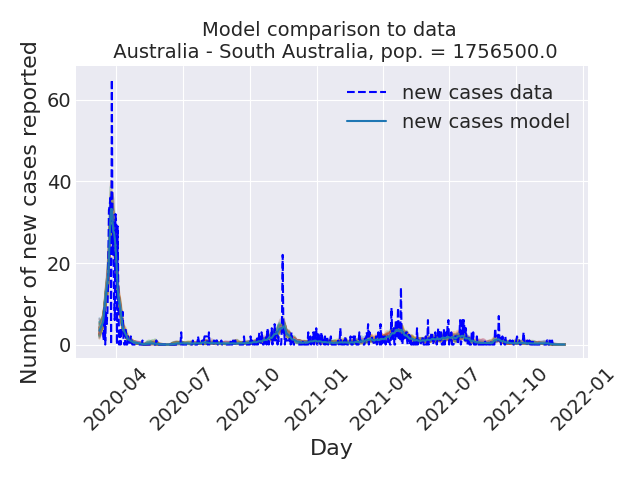 Model comparison to data
Australia - South Australia, pop. = 1756500.0
Number of new cases reported
60
40
20
0
new cases data
new cases model
2020-04
2020-07
2020-10
2021-01
2021-04
2021-07
2021-10
2022-01
Day